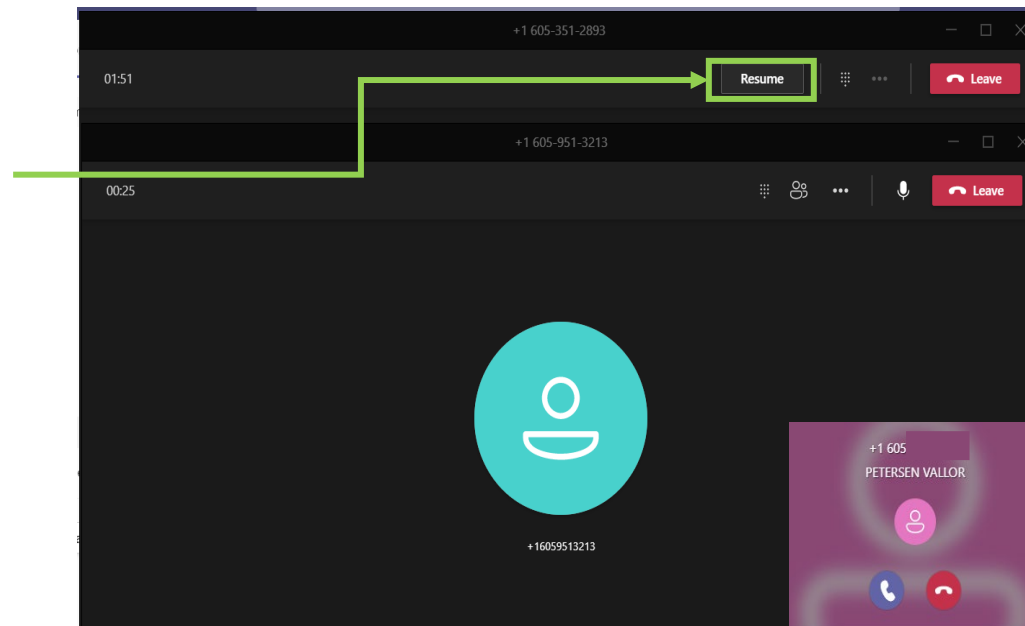 +1 605-351-2893
01:51
Resume
Leave
+1 605-951-3213
00:25
Leave
+16059513213
+1 605
PETERSEN VALLOR